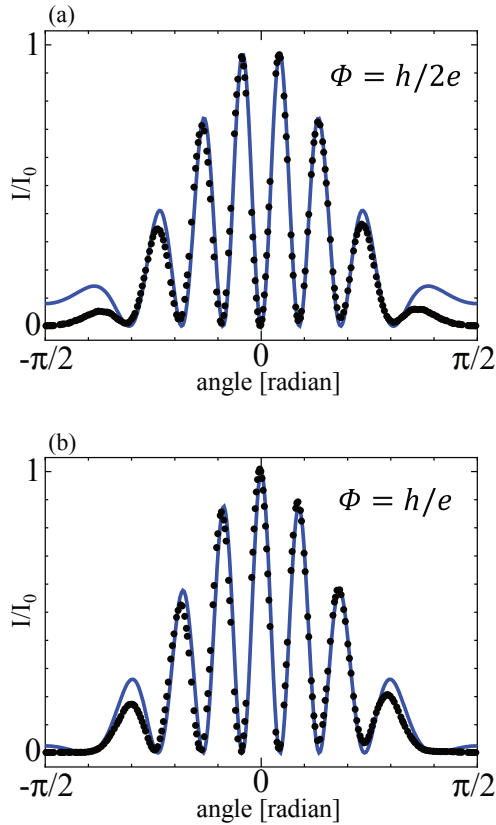 (a)
1
Φ = h/2e
I/I0
0
-π/2 0 π/2
angle [radian]
(b)
1
Φ = h/e
I/I0
0
-π/2 0 π/2
angle [radian]